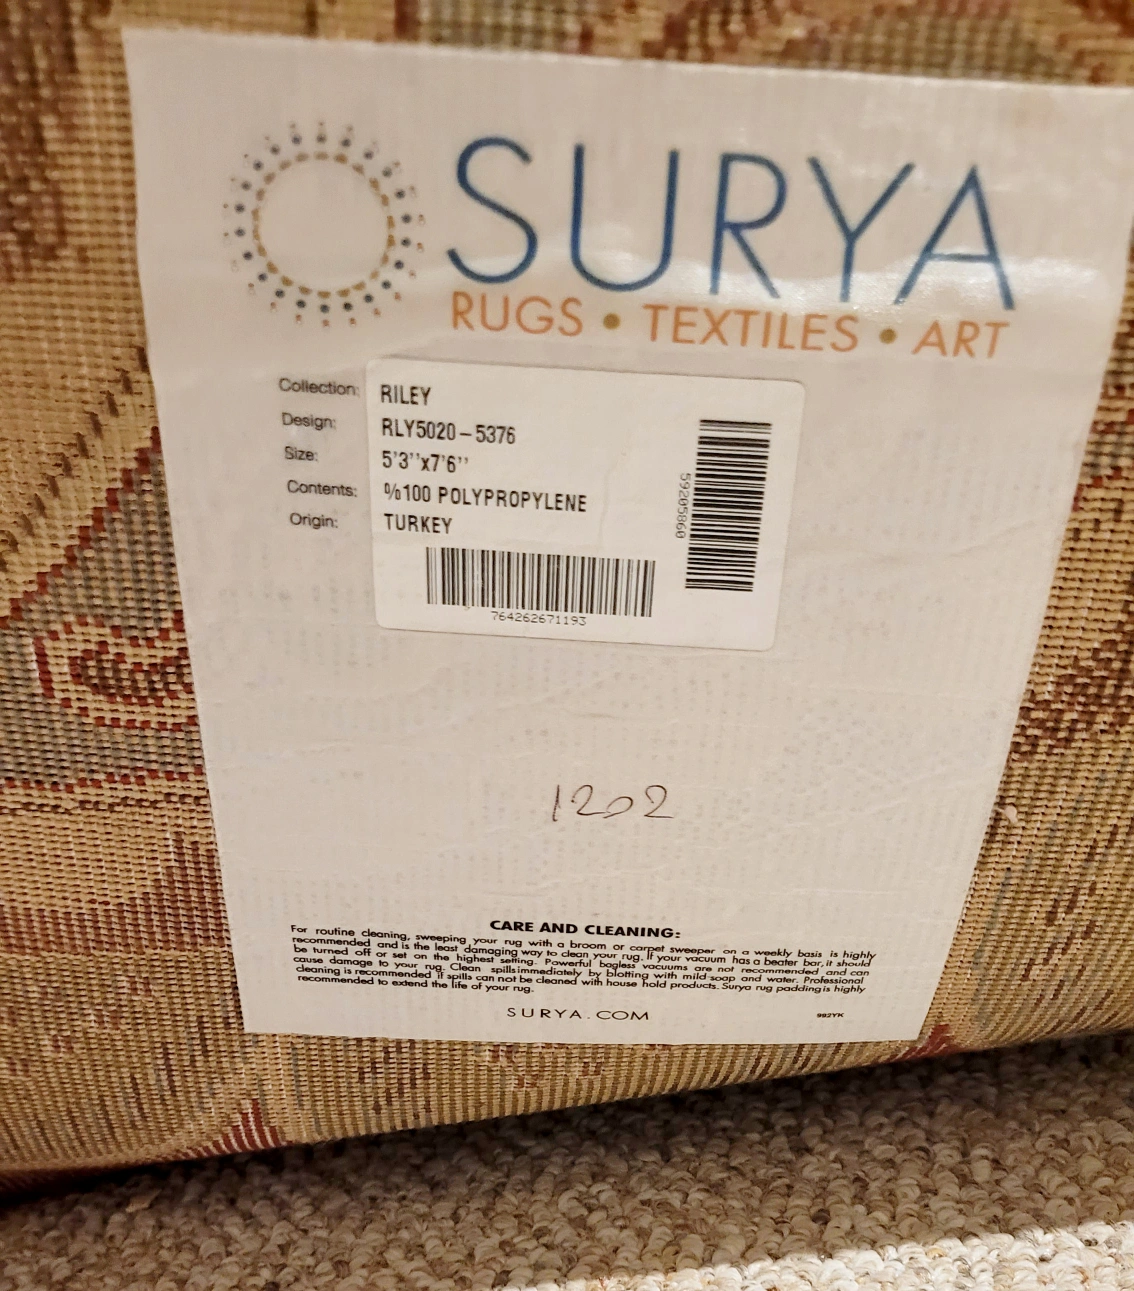 SURYA
RUGS • TEXTILES • ART
Collection: RILEY
Design: RLY5020-5376
Size: 5'3''x7'6''
Contents: %100 POLYPROPYLENE
Origin: TURKEY
59205860
764262671193
1202
CARE AND CLEANING:
For routine cleaning, sweeping your rug with a broom or carpet sweeper on a weekly basis is highly
recommended and is the least damaging way to clean your rug. If your vacuum has a beater bar, it should
be turned off or set on the highest setting. Powerful bagless vacuums are not recommended and can
cause damage to your rug. Clean spills immediately by blotting with mild soap and water. Professional
cleaning is recommended if spills can not be cleaned with house hold products. Surya rug padding is highly
recommended to extend the life of your rug.
SURYA.COM
992YK